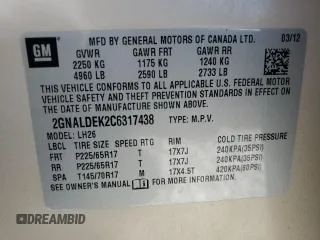 GM
MFD BY GENERAL MOTORS OF CANADA LTD.
03/12
GVWR GAWR FRT GAWR RR
2250 KG 1175 KG 1240 KG
4960 LB 2590 LB 2733 LB
THIS VEHICLE CONFORMS TO ALL APPLICABLE U.S. FEDERAL
MOTOR VEHICLE SAFETY AND THEFT PREVENTION STANDARDS IN EFFECT ON THE
DATE OF MANUFACTURE SHOWN ABOVE.
2GNALDEK2C6317438 TYPE: M.P.V.
MODEL: LH26
LBCL TIRE SIZE SPD RTG RIM COLD TIRE PRESSURE
FRT P225/65R17 T 17X7J 240KPA(35PSI)
RR P225/65R17 T 17X7J 240KPA(35PSI)
SPA T145/70R17 M 17X4.5T 420KPA(60PSI)
SEE OWNER'S MANUAL
DREAMBID